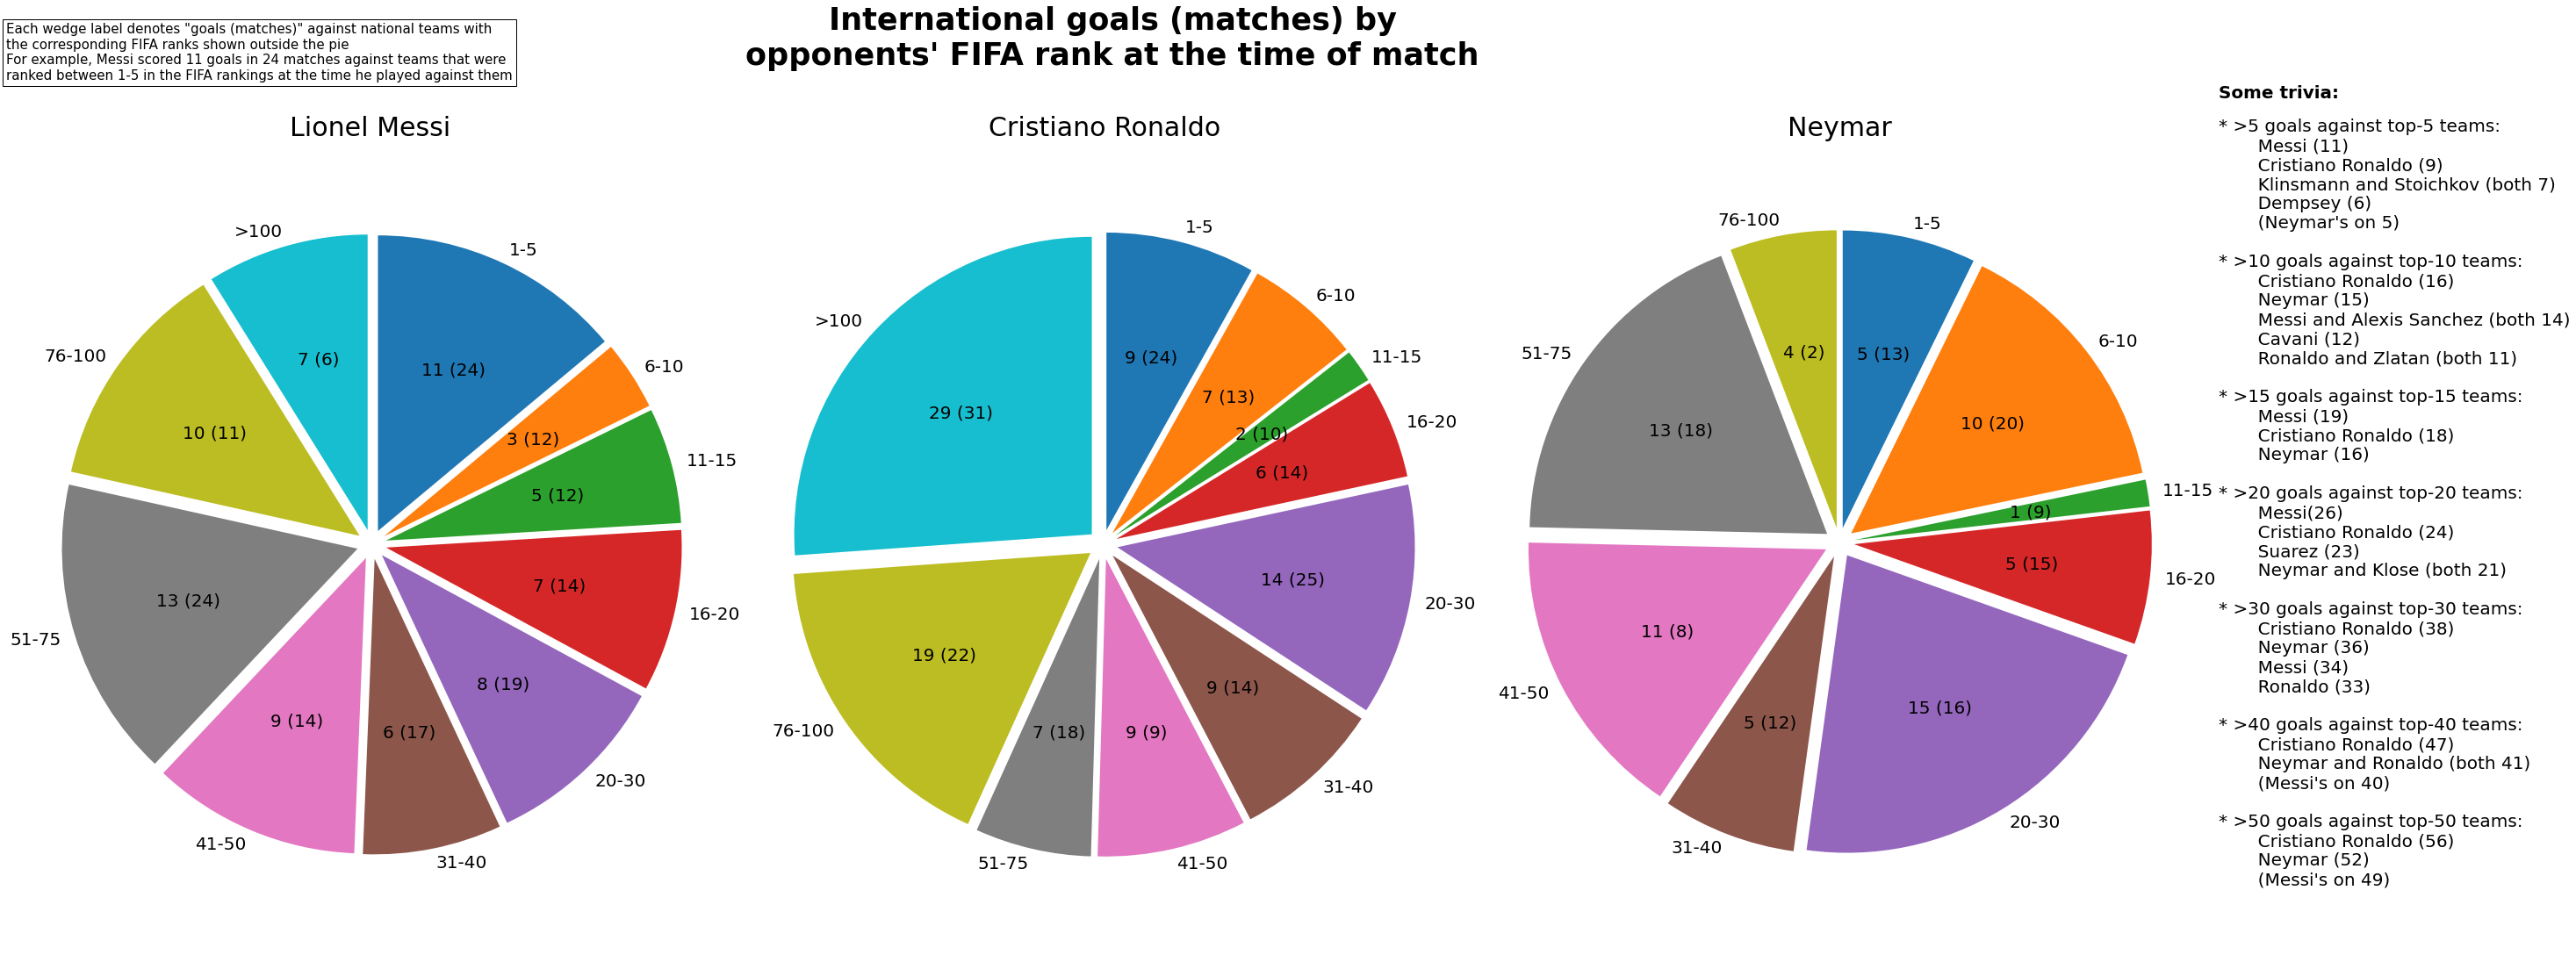 International goals (matches) by
opponents' FIFA rank at the time of match
Each wedge label denotes "goals (matches)" against national teams with
the corresponding FIFA ranks shown outside the pie
For example, Messi scored 11 goals in 24 matches against teams that were
ranked between 1-5 in the FIFA rankings at the time he played against them
Lionel Messi
>100
1-5
6-10
11-15
16-20
20-30
31-40
41-50
51-75
76-100
7 (6)
11 (24)
3 (12)
5 (12)
7 (14)
8 (19)
6 (17)
9 (14)
13 (24)
10 (11)
Cristiano Ronaldo
>100
1-5
6-10
11-15
16-20
20-30
31-40
41-50
51-75
76-100
29 (31)
9 (24)
7 (13)
2 (10)
6 (14)
14 (25)
9 (14)
9 (9)
7 (18)
19 (22)
Neymar
76-100
1-5
6-10
11-15
16-20
20-30
31-40
41-50
51-75
4 (2)
5 (13)
10 (20)
1 (9)
5 (15)
15 (16)
5 (12)
11 (8)
13 (18)
Some trivia:
* >5 goals against top-5 teams:
Messi (11)
Cristiano Ronaldo (9)
Klinsmann and Stoichkov (both 7)
Dempsey (6)
(Neymar's on 5)
* >10 goals against top-10 teams:
Cristiano Ronaldo (16)
Neymar (15)
Messi and Alexis Sanchez (both 14)
Cavani (12)
Ronaldo and Zlatan (both 11)
* >15 goals against top-15 teams:
Messi (19)
Cristiano Ronaldo (18)
Neymar (16)
* >20 goals against top-20 teams:
Messi(26)
Cristiano Ronaldo (24)
Suarez (23)
Neymar and Klose (both 21)
* >30 goals against top-30 teams:
Cristiano Ronaldo (38)
Neymar (36)
Messi (34)
Ronaldo (33)
* >40 goals against top-40 teams:
Cristiano Ronaldo (47)
Neymar and Ronaldo (both 41)
(Messi's on 40)
* >50 goals against top-50 teams:
Cristiano Ronaldo (56)
Neymar (52)
(Messi's on 49)